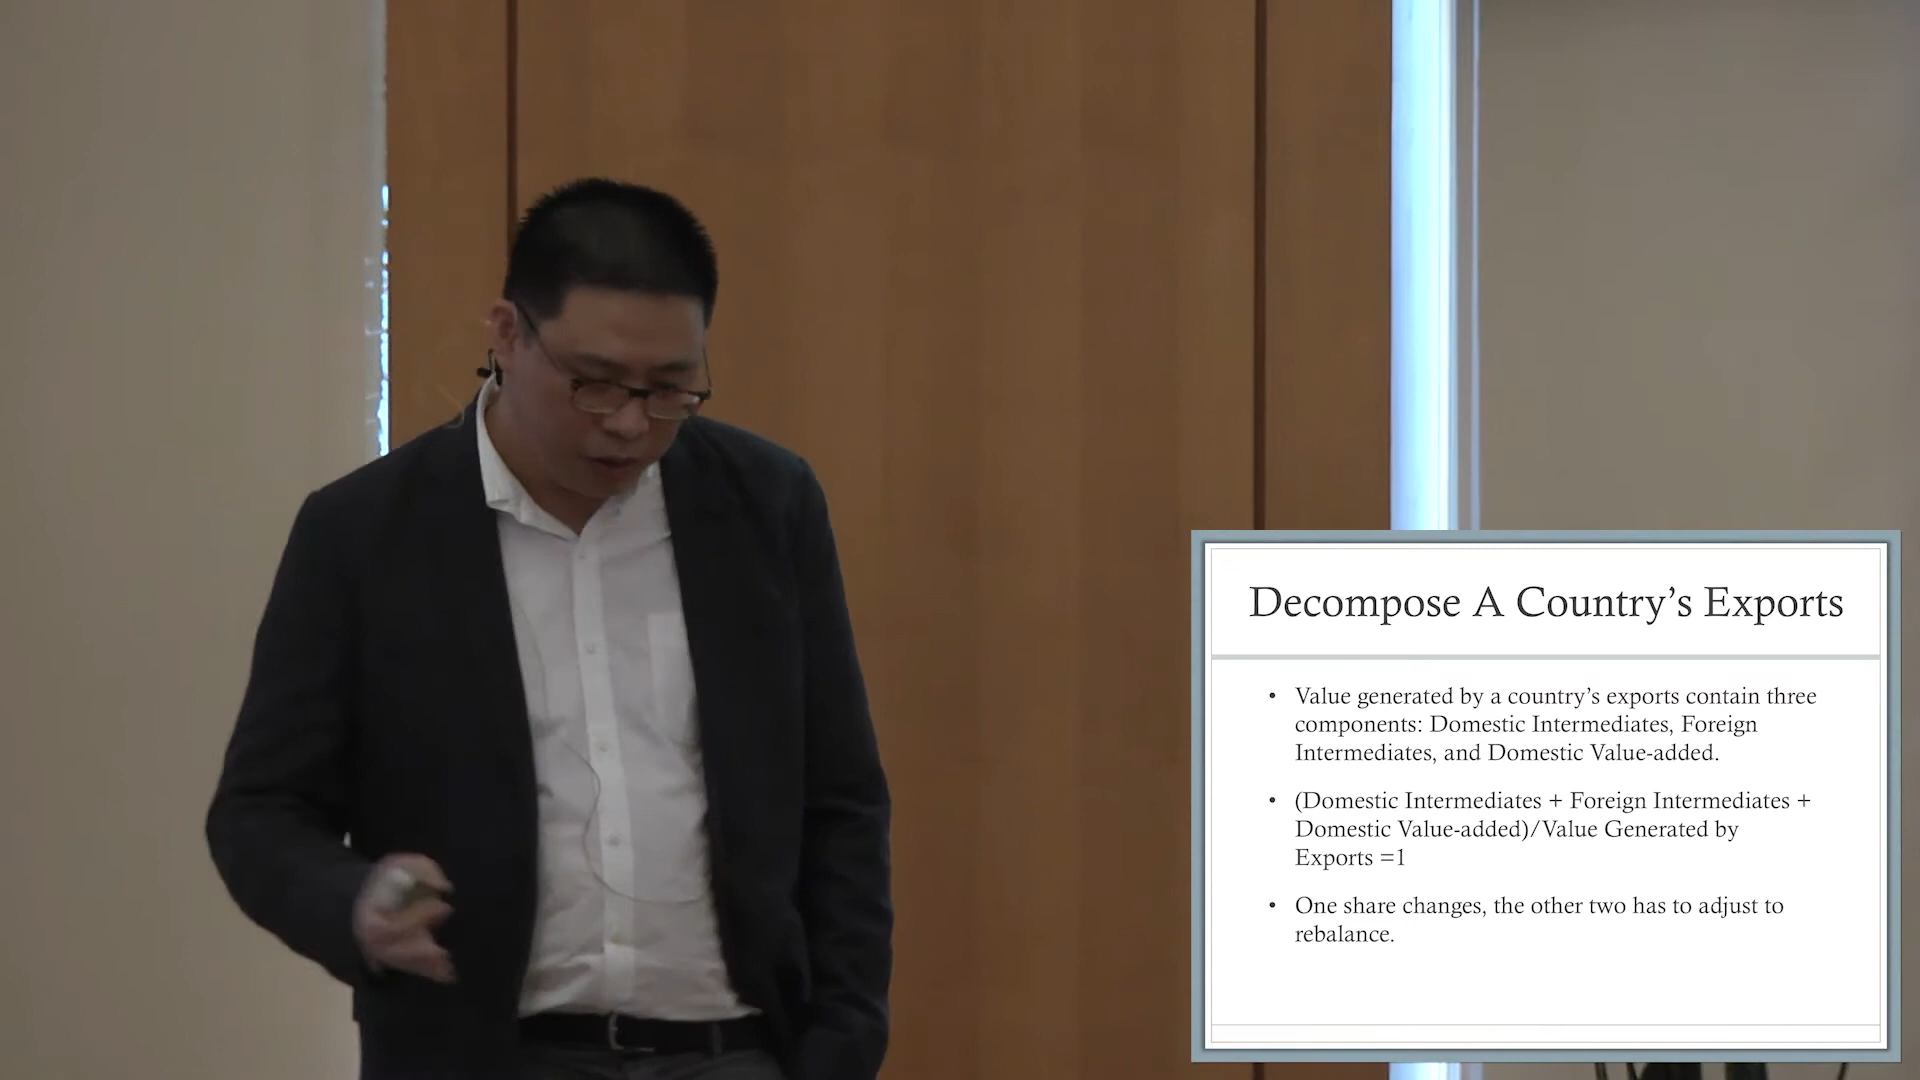 Decompose A Country's Exports
• Value generated by a country's exports contain three
components: Domestic Intermediates, Foreign
Intermediates, and Domestic Value-added.
• (Domestic Intermediates + Foreign Intermediates +
Domestic Value-added)/Value Generated by
Exports =1
• One share changes, the other two has to adjust to
rebalance.